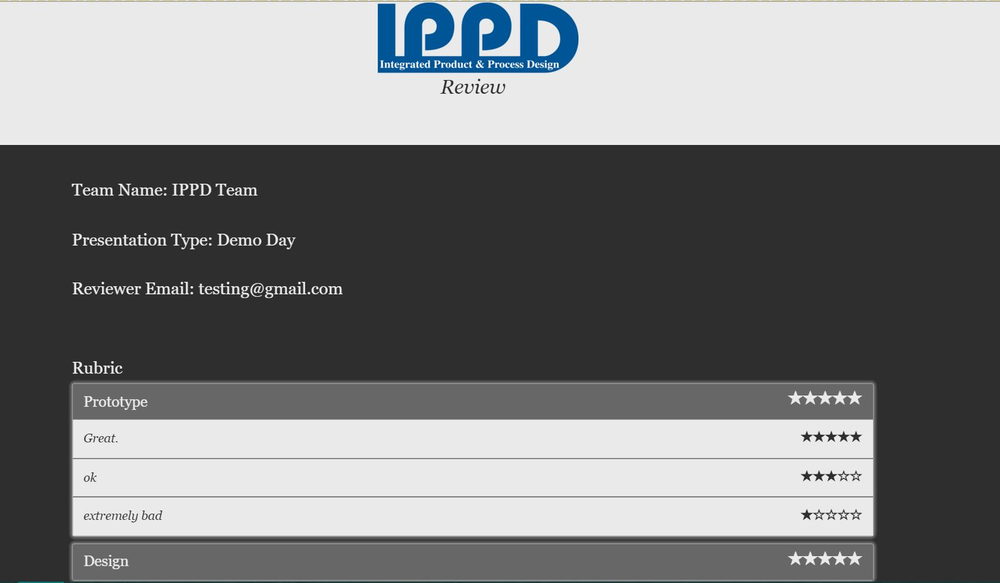 IPPD
Integrated Product & Process Design
Review
Team Name: IPPD Team
Presentation Type: Demo Day
Reviewer Email: testing@gmail.com
Rubric
Prototype ★★★★★
Great. ★★★★★
ok ★★★☆☆
extremely bad ★☆☆☆☆
Design ★★★★★